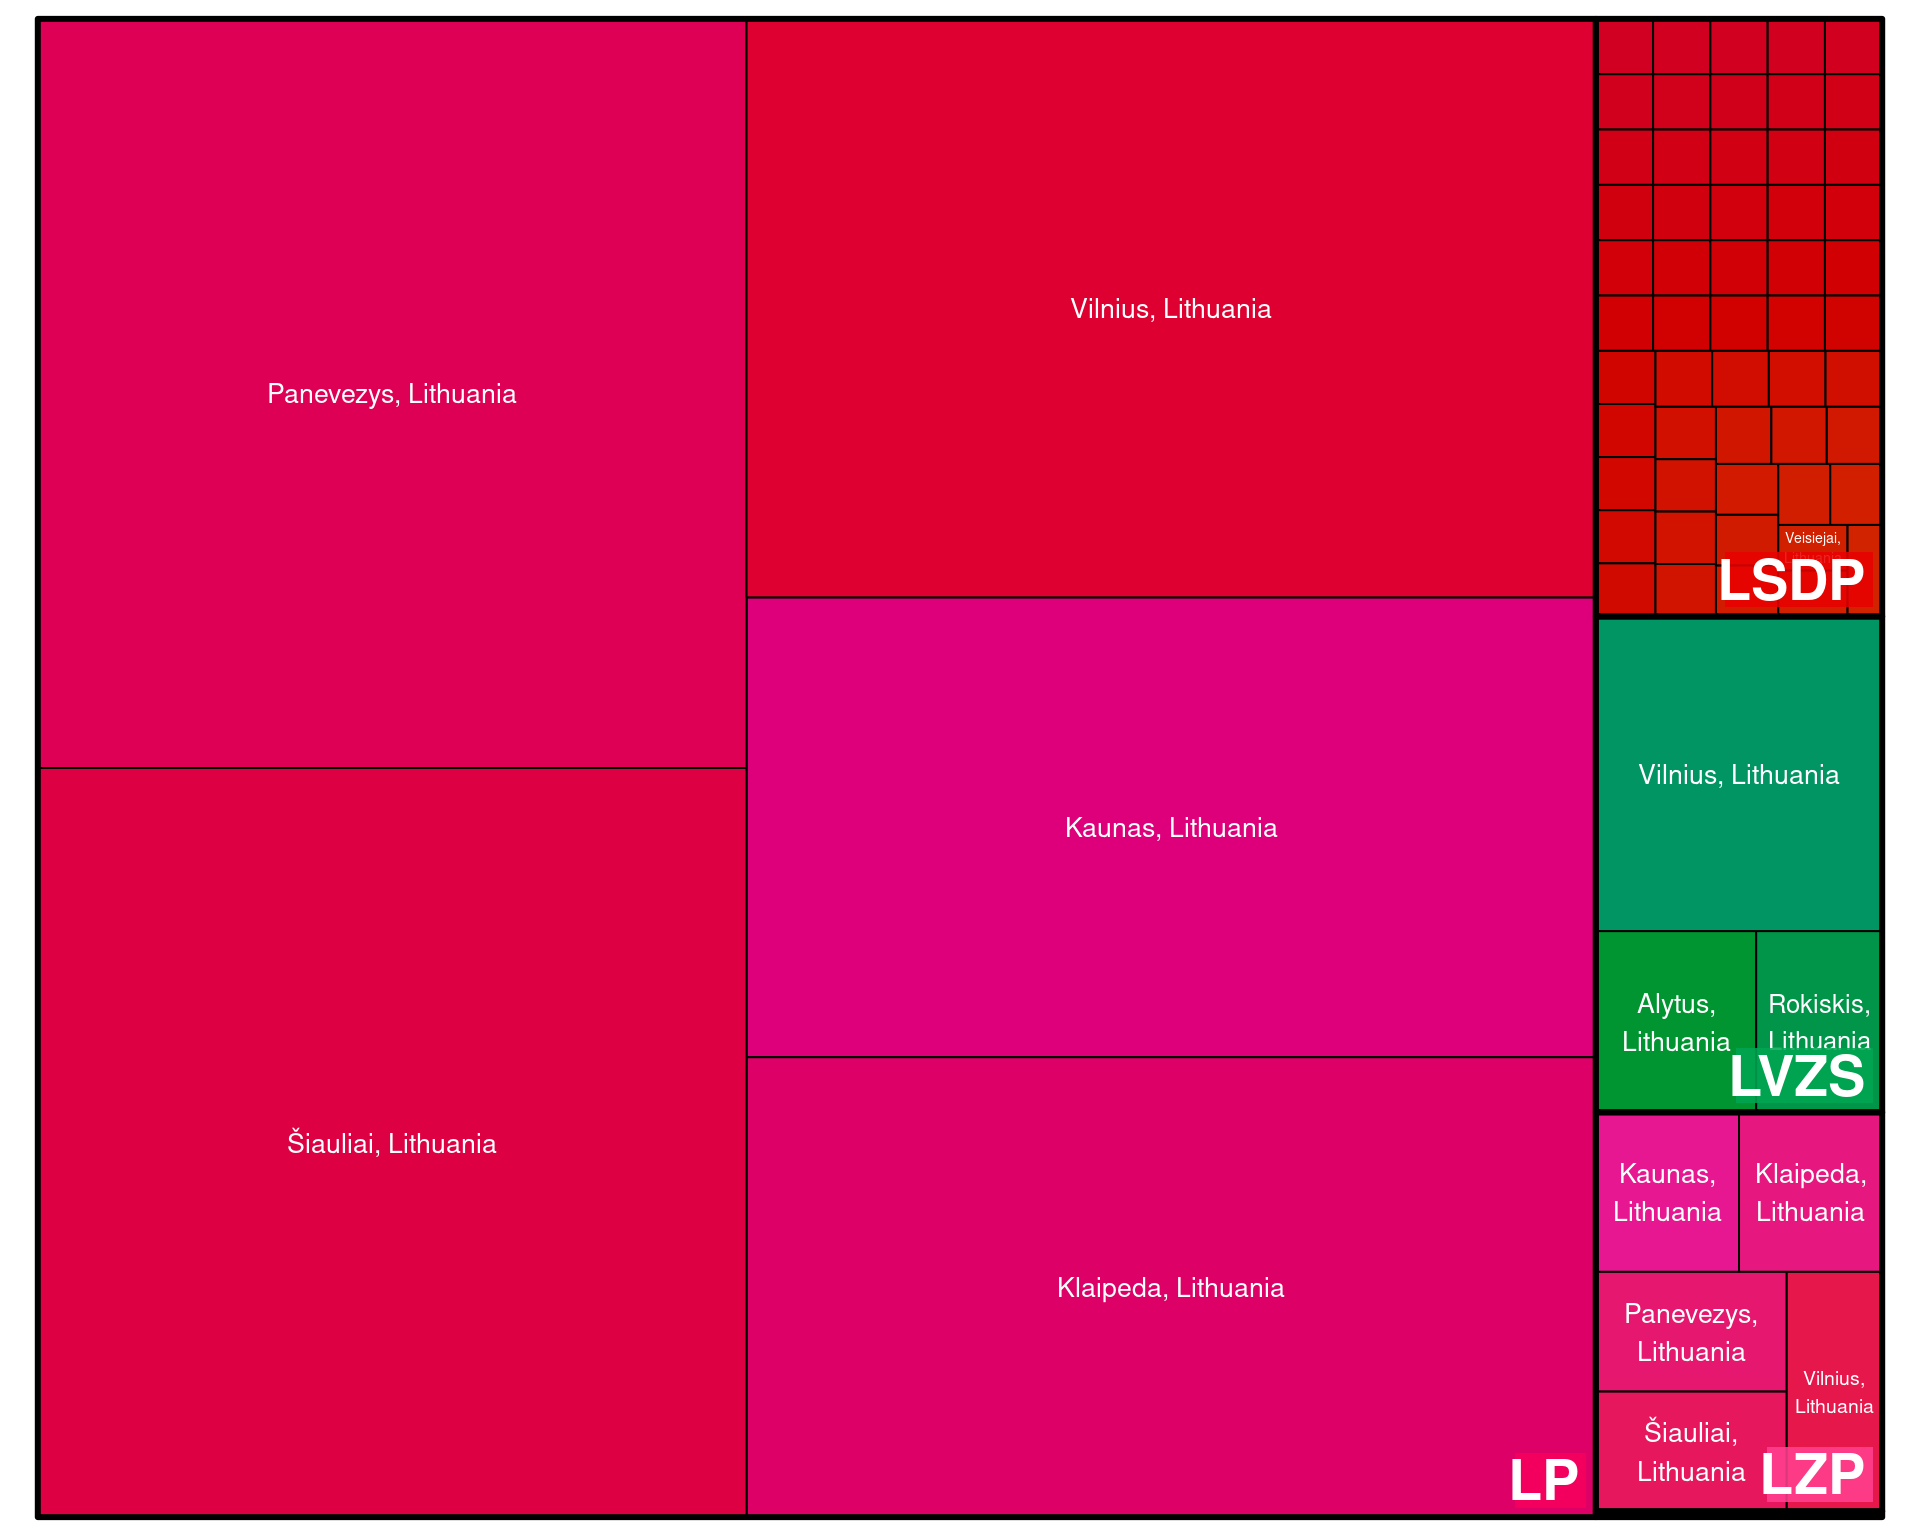 Panevezys, Lithuania
Šiauliai, Lithuania
Vilnius, Lithuania
Kaunas, Lithuania
Klaipeda, Lithuania
LP
Veisiejai,
Lithuania
LSDP
Vilnius, Lithuania
Alytus,
Lithuania
Rokiskis,
Lithuania
LVZS
Kaunas,
Lithuania
Klaipeda,
Lithuania
Panevezys,
Lithuania
Šiauliai,
Lithuania
Vilnius,
Lithuania
LZP